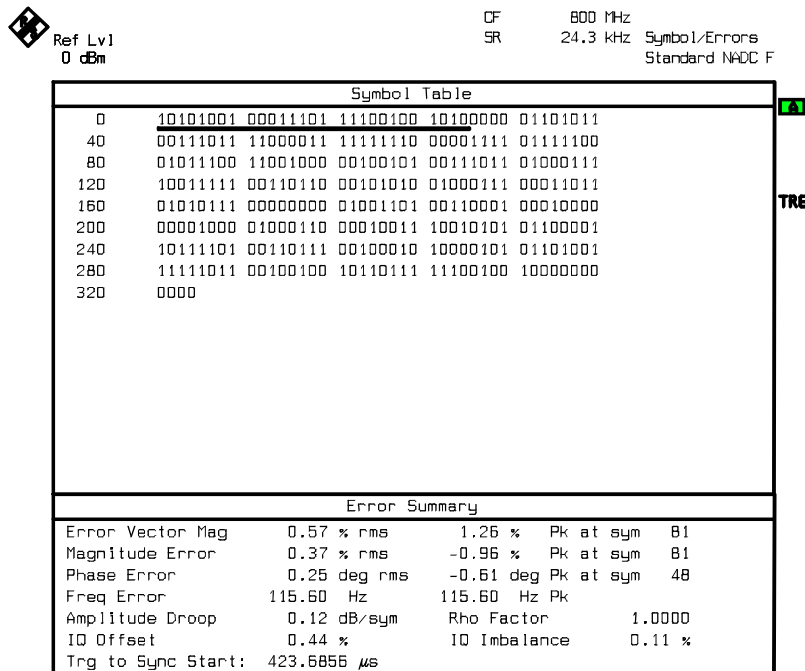 CF 800 MHz
Ref Lvl SR 24.3 kHz Symbol/Errors
0 dBm Standard NADC F
Symbol Table
A
0 10101001 00011101 11100100 10100000 01101011
40 00111011 11000011 11111110 00001111 01111100
80 01011100 11001000 00100101 00111011 01000111
120 10011111 00110110 00101010 01000111 00011011
160 01010111 00000000 01001101 00110001 00010000 TRG
200 00001000 01000110 00010011 10010101 01100001
240 10111101 00110111 00100010 10000101 01101001
280 11111011 00100100 10110111 11100100 10000000
320 0000
Error Summary
Error Vector Mag 0.57 % rms 1.26 % Pk at sym 81
Magnitude Error 0.37 % rms -0.96 % Pk at sym 81
Phase Error 0.25 deg rms -0.61 deg Pk at sym 48
Freq Error 115.60 Hz 115.60 Hz Pk
Amplitude Droop 0.12 dB/sym Rho Factor 1.0000
IQ Offset 0.44 % IQ Imbalance 0.11 %
Trg to Sync Start: 423.6856 µs